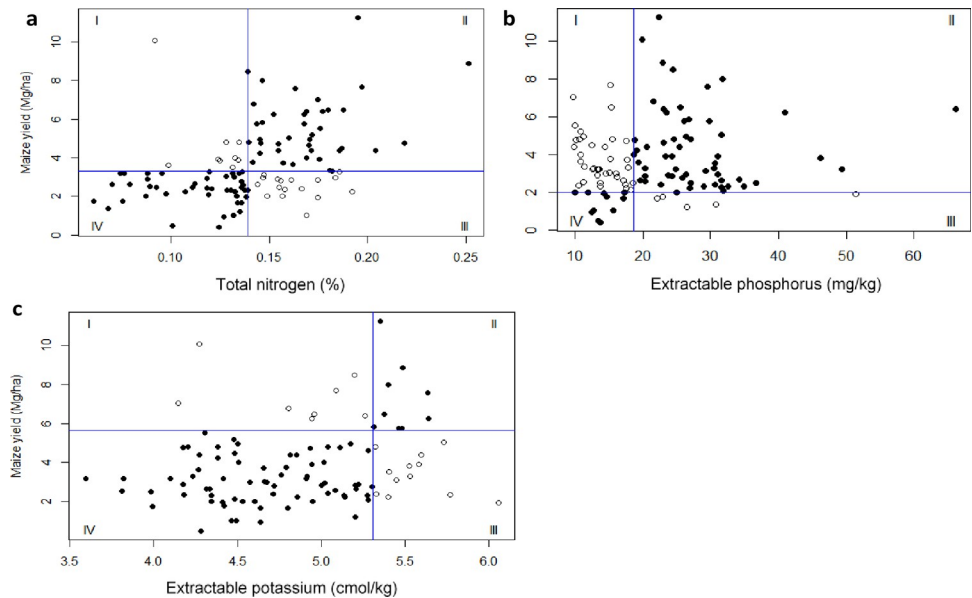 a
I
II
10
8
6
4
2
0
Maize yield (Mg/ha)
IV
III
0.10
0.15
0.20
0.25
Total nitrogen (%)
b
I
II
10
8
6
4
2
0
Maize yield (Mg/ha)
IV
III
10
20
30
40
50
60
Extractable phosphorus (mg/kg)
c
I
II
10
8
6
4
2
Maize yield (Mg/ha)
IV
III
3.5
4.0
4.5
5.0
5.5
6.0
Extractable potassium (cmol/kg)